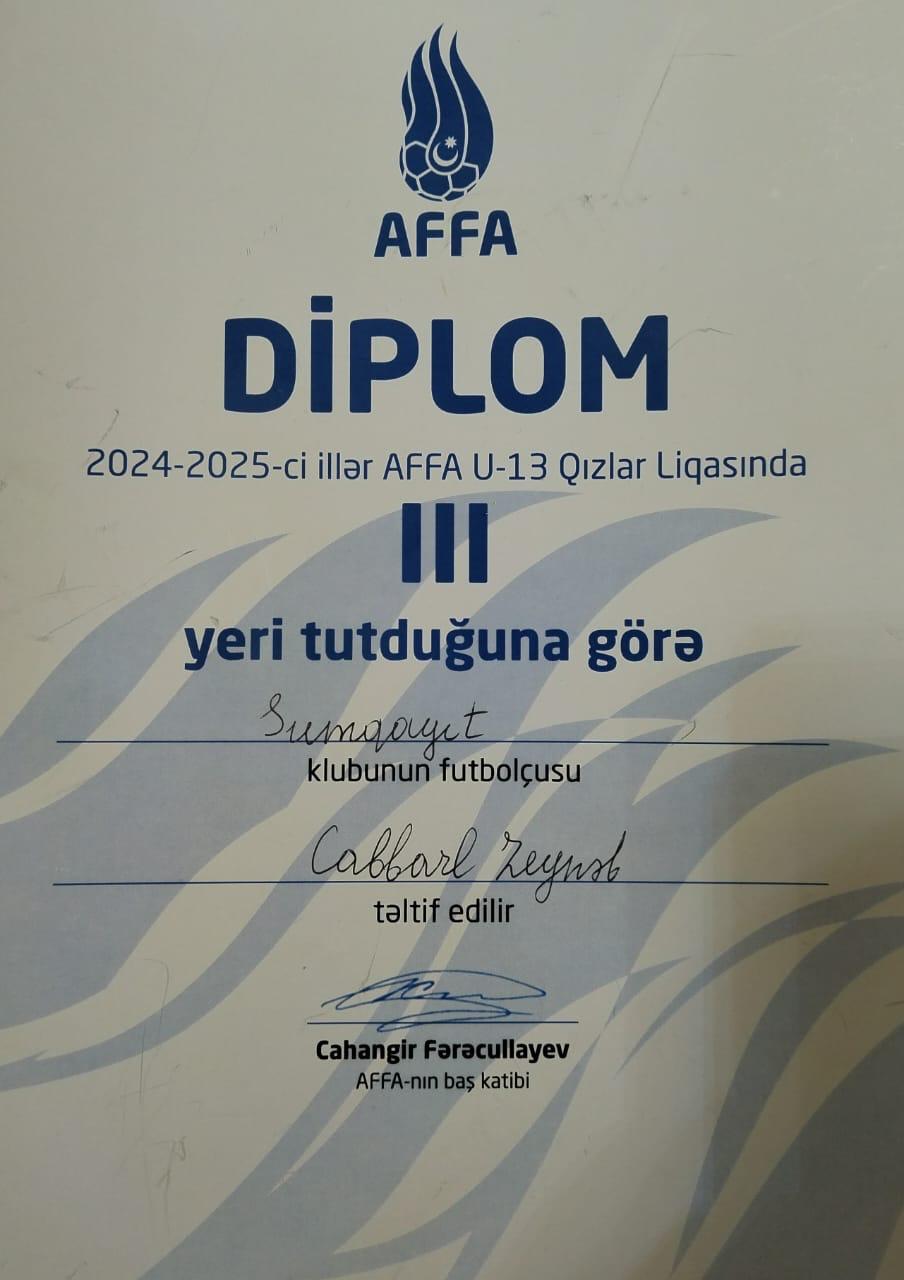 AFFA
DİPLOM
2024-2025-ci illər AFFA U-13 Qızlar Liqasında
III
yeri tutduğuna görə
Sumqayıt
klubunun futbolçusu
Cabbarl Zeynəb
təltif edilir
Cahangir Fərəcullayev
AFFA-nın baş katibi